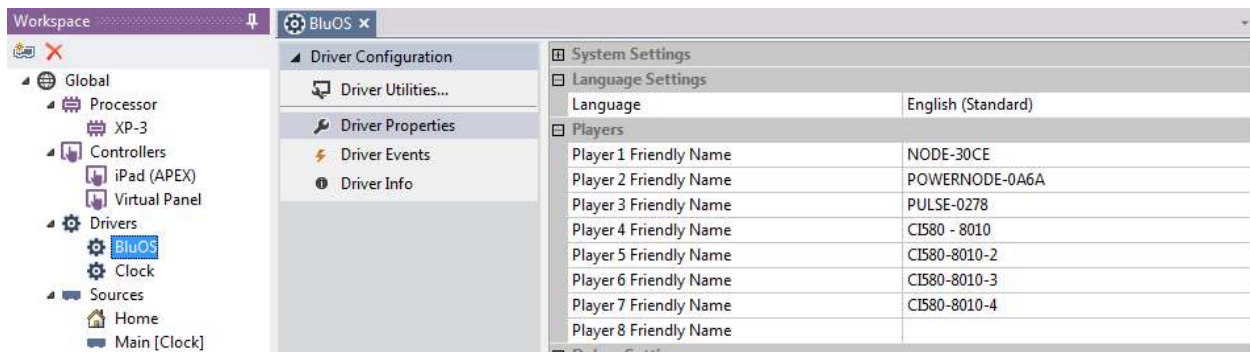 Workspace
BluOS
Global
Processor
XP-3
Controllers
iPad (APEX)
Virtual Panel
Drivers
BluOS
Clock
Sources
Home
Main [Clock]
Driver Configuration
Driver Utilities...
Driver Properties
Driver Events
Driver Info
System Settings
Language Settings
Language English (Standard)
Players
Player 1 Friendly Name NODE-30CE
Player 2 Friendly Name POWERNODE-0A6A
Player 3 Friendly Name PULSE-0278
Player 4 Friendly Name CI580 - 8010
Player 5 Friendly Name CI580-8010-2
Player 6 Friendly Name CI580-8010-3
Player 7 Friendly Name CI580-8010-4
Player 8 Friendly Name